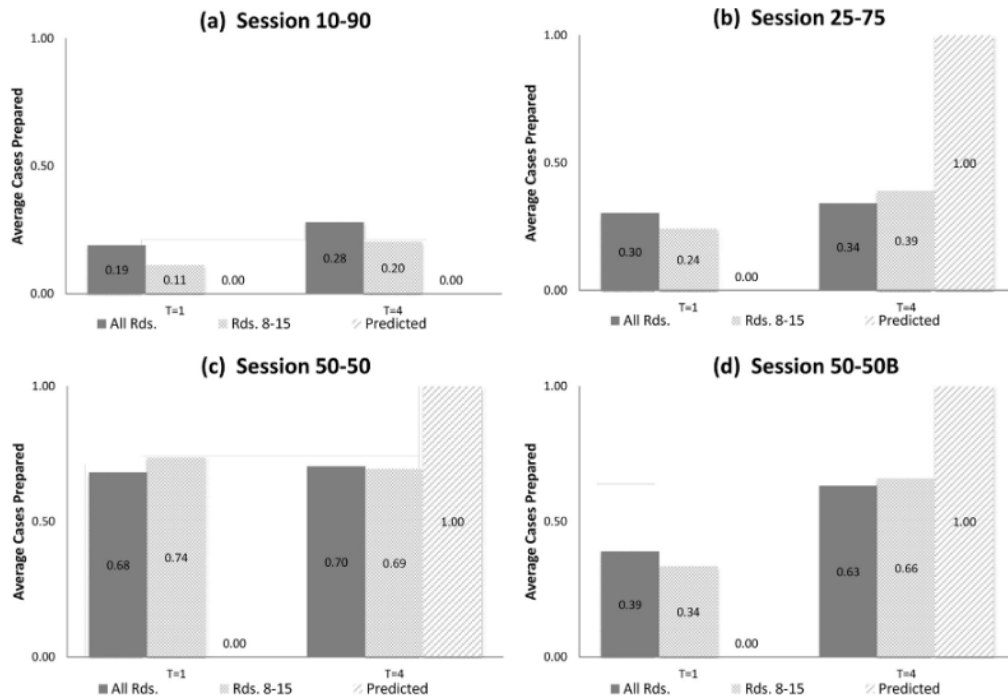 (a) Session 10-90
1.00
0.50
0.00
Average Cases Prepared
0.19
0.11
0.00
0.28
0.20
0.00
T=1
T=4
All Rds.
Rds. 8-15
Predicted
(b) Session 25-75
1.00
0.50
0.00
Average Cases Prepared
0.30
0.24
0.00
0.34
0.39
1.00
T=1
T=4
All Rds.
Rds. 8-15
Predicted
(c) Session 50-50
1.00
0.50
0.00
Average Cases Prepared
0.68
0.74
0.00
0.70
0.69
1.00
T=1
T=4
All Rds.
Rds. 8-15
Predicted
(d) Session 50-50B
1.00
0.50
0.00
Average Cases Prepared
0.39
0.34
0.00
0.63
0.66
1.00
T=1
T=4
All Rds.
Rds. 8-15
Predicted